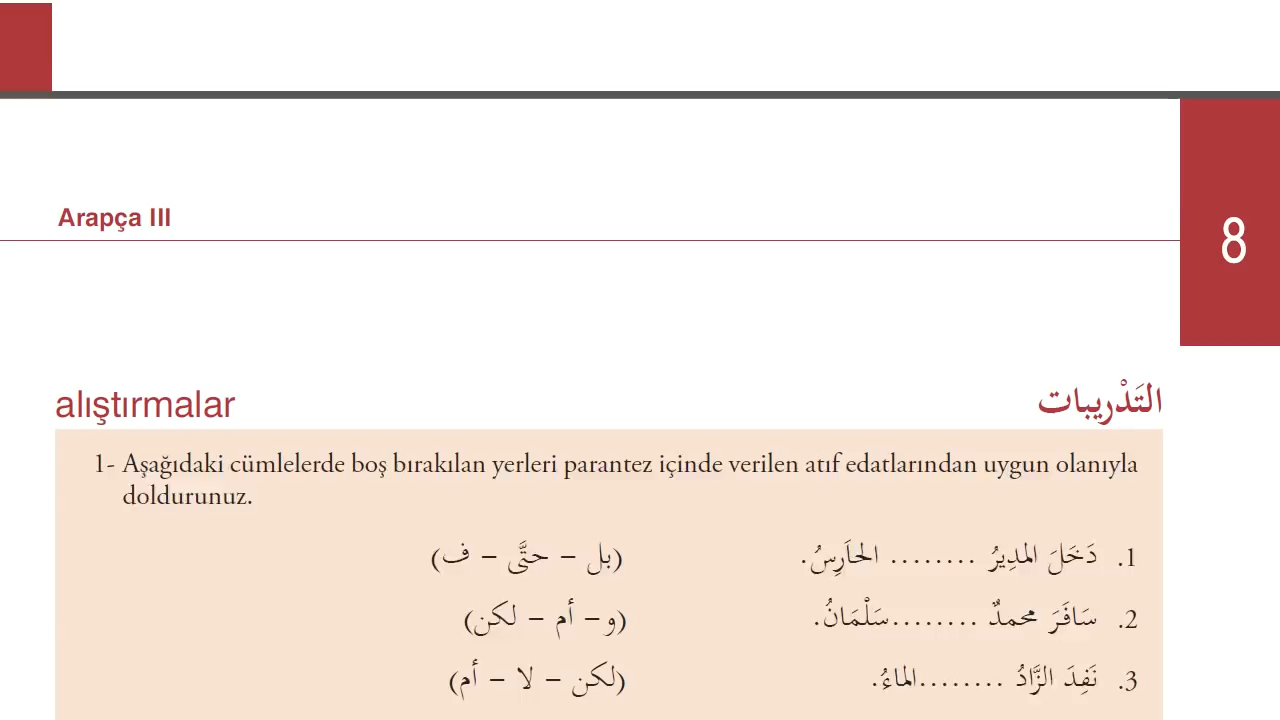 Arapça III
8
alıştırmalar
التَدْريبات
1- Aşağıdaki cümlelerde boş bırakılan yerleri parantez içinde verilen atıf edatlarından uygun olanıyla
doldurunuz.
1. دَخَلَ المدِيرُ ........ الحاَرِسُ. (بل – حتَّى – ف)
2. سَافَرَ محمدٌ ........سَلْمَانُ. (و – أم – لكن)
3. نَفِدَ الزَّادُ ........الماءُ. (لكن – لا – أم)